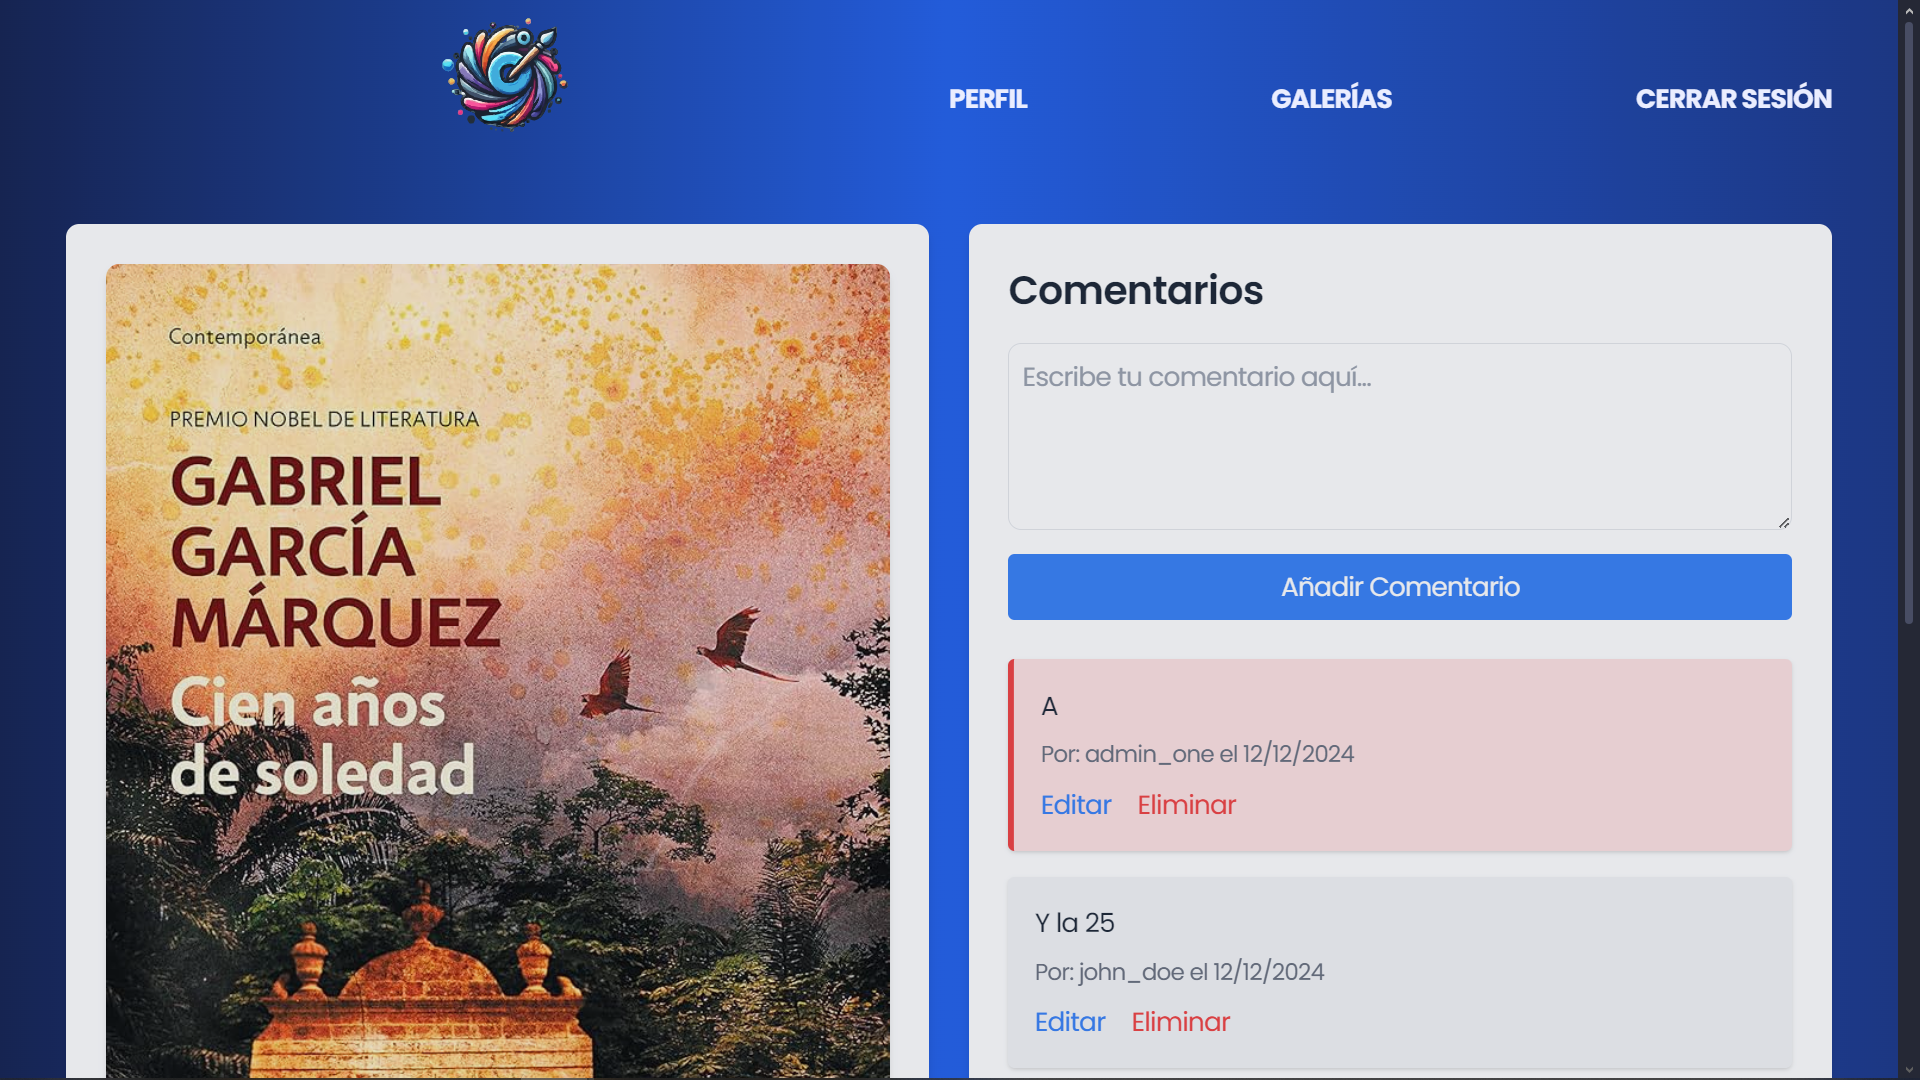 PERFIL
GALERÍAS
CERRAR SESIÓN
Contemporánea
PREMIO NOBEL DE LITERATURA
GABRIEL
GARCÍA
MÁRQUEZ
Cien años
de soledad
Comentarios
Escribe tu comentario aquí...
Añadir Comentario
A
Por: admin_one el 12/12/2024
Editar Eliminar
Y la 25
Por: john_doe el 12/12/2024
Editar Eliminar